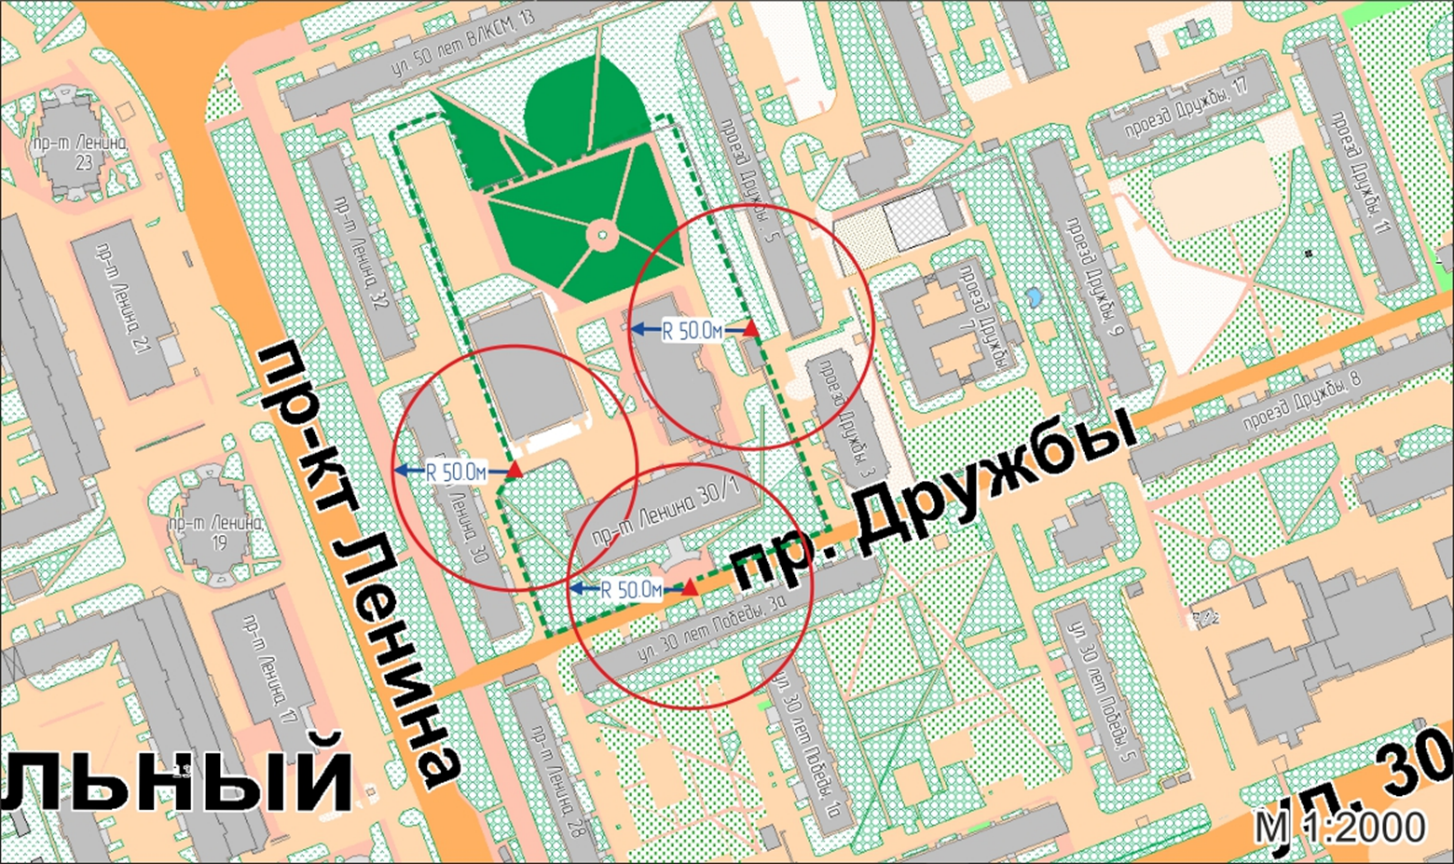 ул. 50 лет ВЛКСМ, 13
пр-т Ленина,
23
проезд Дружбы, 17
проезд Дружбы, 5
проезд Дружбы, 11
пр-т Ленина, 32
пр-т Ленина, 21
проезд Дружбы, 9
проезд Дружбы,
7
R 50.0м
проезд Дружбы, 3
проезд Дружбы, 8
пр-кт Ленина
R 50.0м
Ленина, 30
пр-т Ленина 30/1
пр. Дружбы
пр-т Ленина,
19
R 50.0м
ул. 30 лет Победы, 3а
пр-т Ленина, 17
ул. 30 лет Победы, 1а
ул. 30 лет Победы, 5
пр-т Ленина, 28
льный
ул. 30
М 1:2000